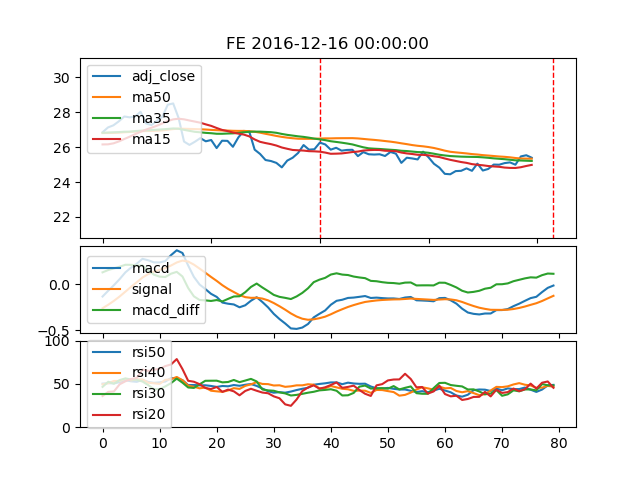 FE 2016-12-16 00:00:00
30
28
26
24
22
adj_close
ma50
ma35
ma15
0.0
−0.5
macd
signal
macd_diff
100
50
0
rsi50
rsi40
rsi30
rsi20
0 10 20 30 40 50 60 70 80